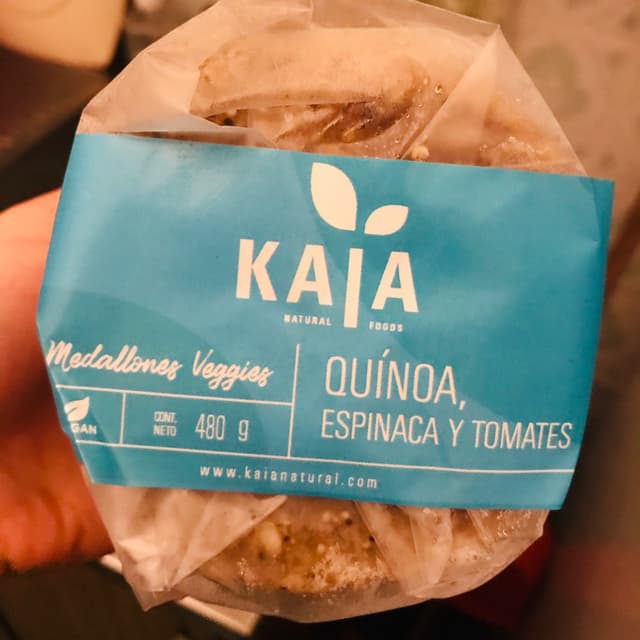 KAIA
NATURAL FOODS
Medallones Veggies
QUÍNOA,
ESPINACA Y TOMATES
CONT.
NETO
480 g
www.kaianatural.com